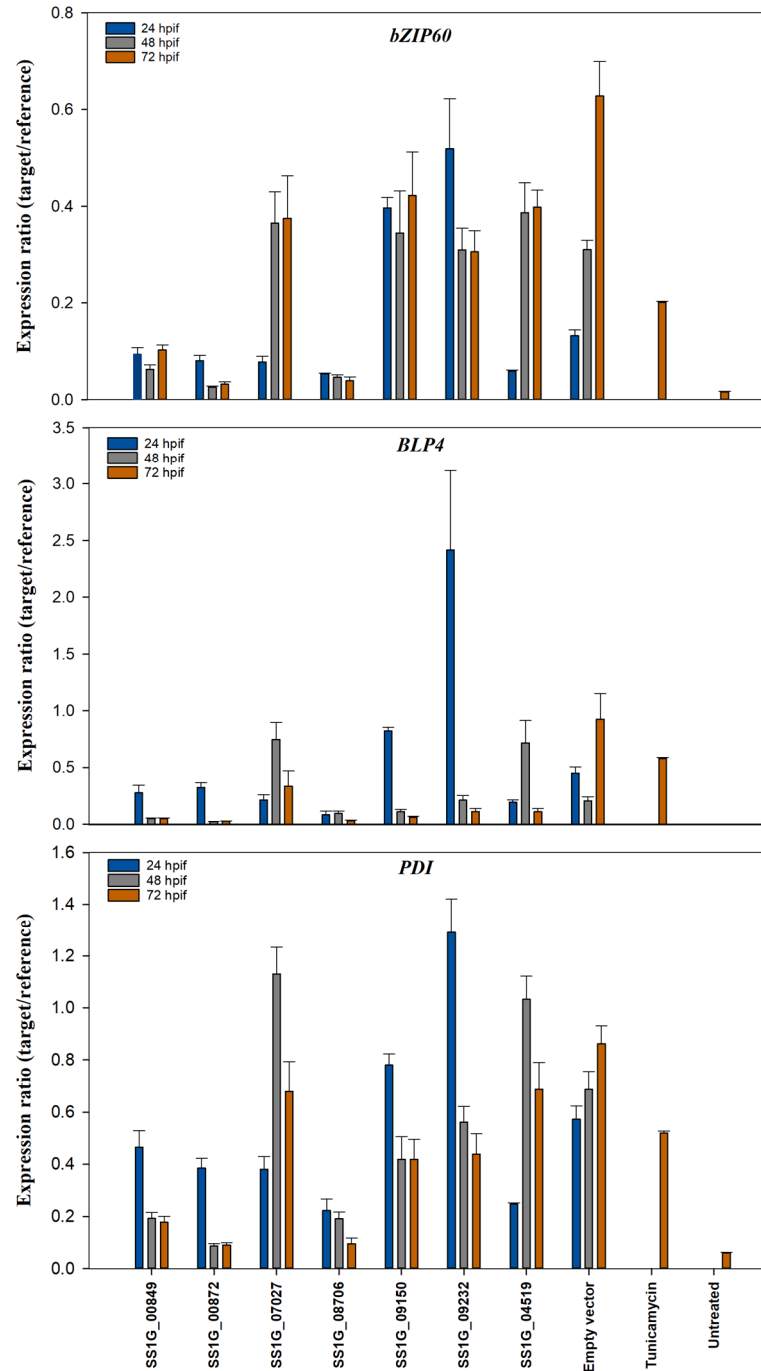 bZIP60
24 hpif
48 hpif
72 hpif
Expression ratio (target/reference)
0.8
0.6
0.4
0.2
0.0
BLP4
24 hpif
48 hpif
72 hpif
Expression ratio (target/reference)
3.5
3.0
2.5
2.0
1.5
1.0
0.5
0.0
PDI
24 hpif
48 hpif
72 hpif
Expression ratio (target/reference)
1.6
1.4
1.2
1.0
0.8
0.6
0.4
0.2
0.0
SS1G_00849
SS1G_00872
SS1G_07027
SS1G_08706
SS1G_09150
SS1G_09232
SS1G_04519
Empty vector
Tunicamycin
Untreated